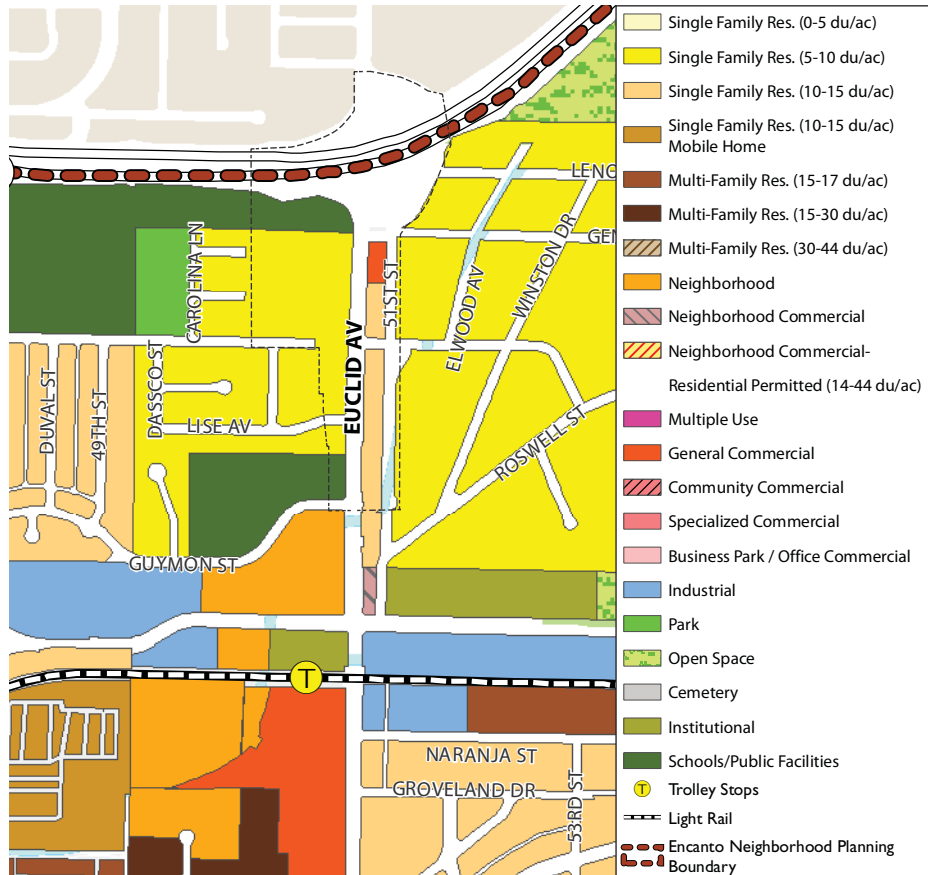 LENO
GEN
CAROLINA LN
51ST ST
ELWOOD AV
WINSTON DR
EUCLID AV
DUVAL ST
49TH ST
DASSCO ST
LISE AV
ROSWELL ST
GUYMON ST
T
NARANJA ST
GROVELAND DR
53RD ST
Single Family Res. (0-5 du/ac)
Single Family Res. (5-10 du/ac)
Single Family Res. (10-15 du/ac)
Single Family Res. (10-15 du/ac)
Mobile Home
Multi-Family Res. (15-17 du/ac)
Multi-Family Res. (15-30 du/ac)
Multi-Family Res. (30-44 du/ac)
Neighborhood
Neighborhood Commercial
Neighborhood Commercial-
Residential Permitted (14-44 du/ac)
Multiple Use
General Commercial
Community Commercial
Specialized Commercial
Business Park / Office Commercial
Industrial
Park
Open Space
Cemetery
Institutional
Schools/Public Facilities
T Trolley Stops
Light Rail
Encanto Neighborhood Planning
Boundary